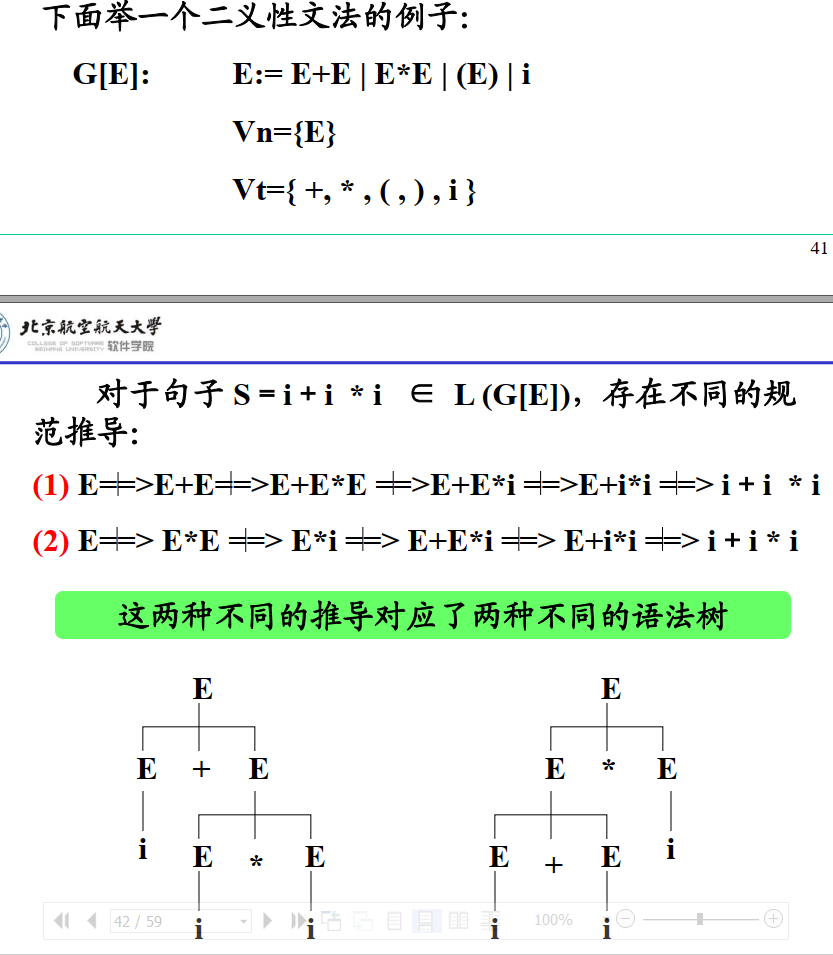 下面举一个二义性文法的例子：
G[E]: E:= E+E | E*E | (E) | i
Vn={E}
Vt={ +, * , ( , ) , i }
41
北京航空航天大学
COLLEGE OF SOFTWARE
BEIHANG UNIVERSITY 软件学院
对于句子 S = i + i * i ∈ L (G[E])，存在不同的规
范推导：
(1) E==>E+E==>E+E*E ==>E+E*i ==>E+i*i ==> i + i * i
(2) E==> E*E ==> E*i ==> E+E*i ==> E+i*i ==> i + i * i
这两种不同的推导对应了两种不同的语法树
E E
E + E E * E
i E * E E + E i
i i i i
42 / 59 100%